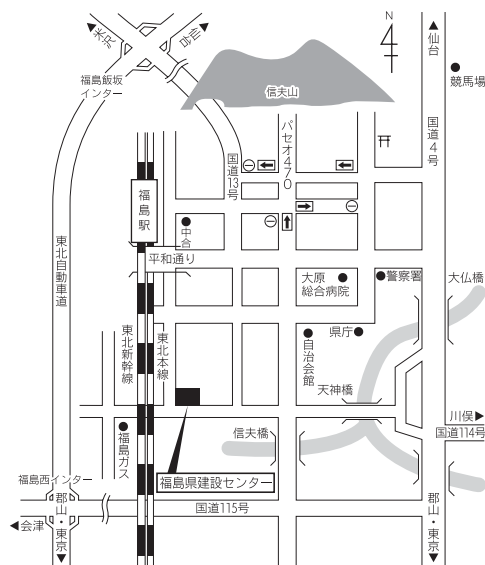 N
米沢
仙台
仙台
競馬場
福島飯坂
インター
信夫山
パセオ470
国道4号
国道13号
福島駅
中合
平和通り
東北自動車道
大原
総合病院
警察署
大仏橋
県庁
自治会館
天神橋
東北新幹線
東北本線
川俣
国道114号
信夫橋
福島ガス
福島西インター
福島県建設センター
国道115号
会津
郡山・東京
郡山・東京